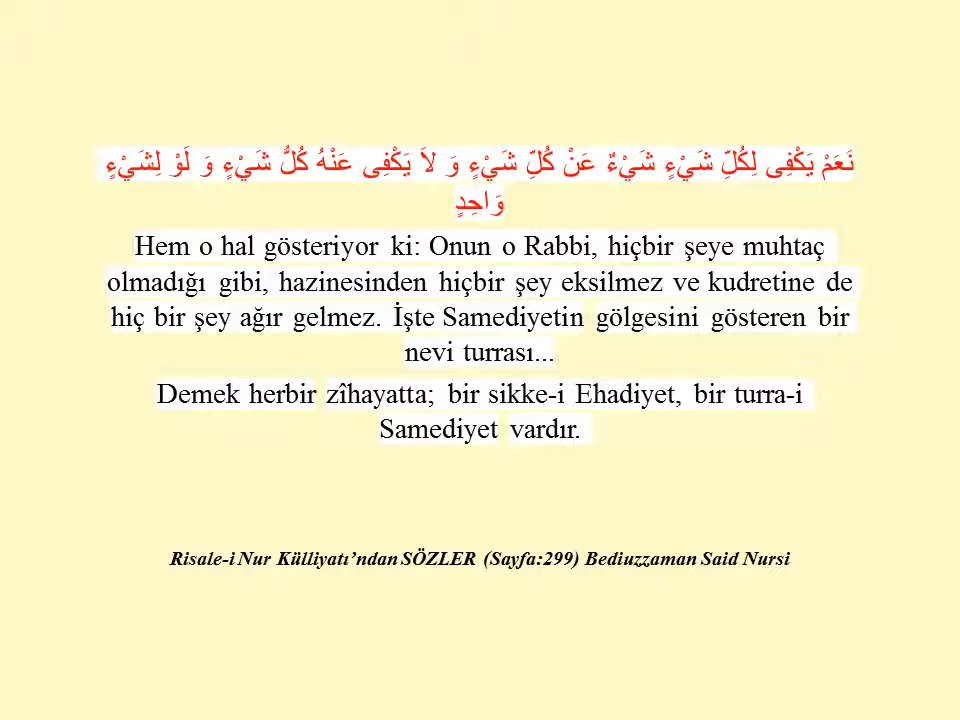 نَعَمْ يَكْفِى لِكُلِّ شَيْءٍ شَيْءٌ عَنْ كُلِّ شَيْءٍ وَ لاَ يَكْفِى عَنْهُ كُلُّ شَيْءٍ وَ لَوْ لِشَيْءٍ
وَاحِدٍ
Hem o hal gösteriyor ki: Onun o Rabbi, hiçbir şeye muhtaç
olmadığı gibi, hazinesinden hiçbir şey eksilmez ve kudretine de
hiç bir şey ağır gelmez. İşte Samediyetin gölgesini gösteren bir
nevi turrası...
Demek herbir zîhayatta; bir sikke-i Ehadiyet, bir turra-i
Samediyet vardır.
Risale-i Nur Külliyatı’ndan SÖZLER (Sayfa:299) Bediuzzaman Said Nursi